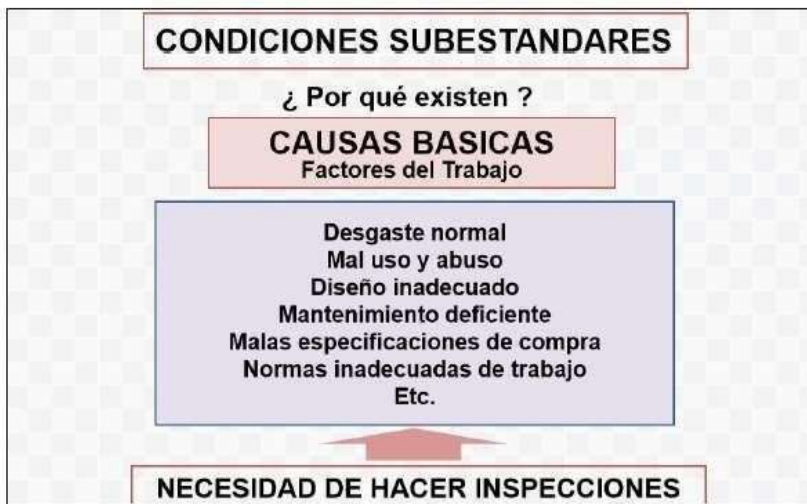 CONDICIONES SUBESTANDARES
¿ Por qué existen ?
CAUSAS BASICAS
Factores del Trabajo
Desgaste normal
Mal uso y abuso
Diseño inadecuado
Mantenimiento deficiente
Malas especificaciones de compra
Normas inadecuadas de trabajo
Etc.
NECESIDAD DE HACER INSPECCIONES